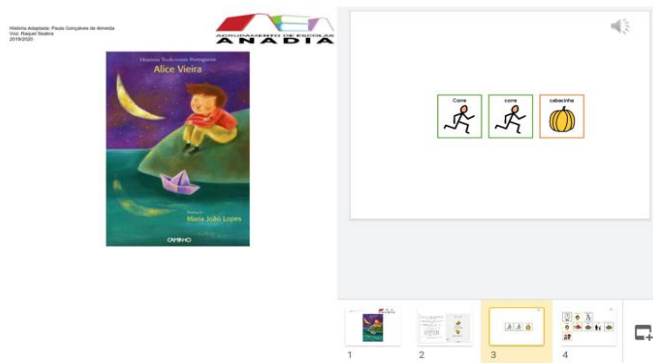 História Adaptada: Paula Gonçalves de Almeida
Voz: Raquel Seabra
2019/2020
AGRUPAMENTO DE ESCOLAS
ANADIA
Histórias Tradicionais Portuguesas
Alice Vieira
Maria João Lopes
CAMINHO
Corre
corre
cabacinha
1
2
3
4